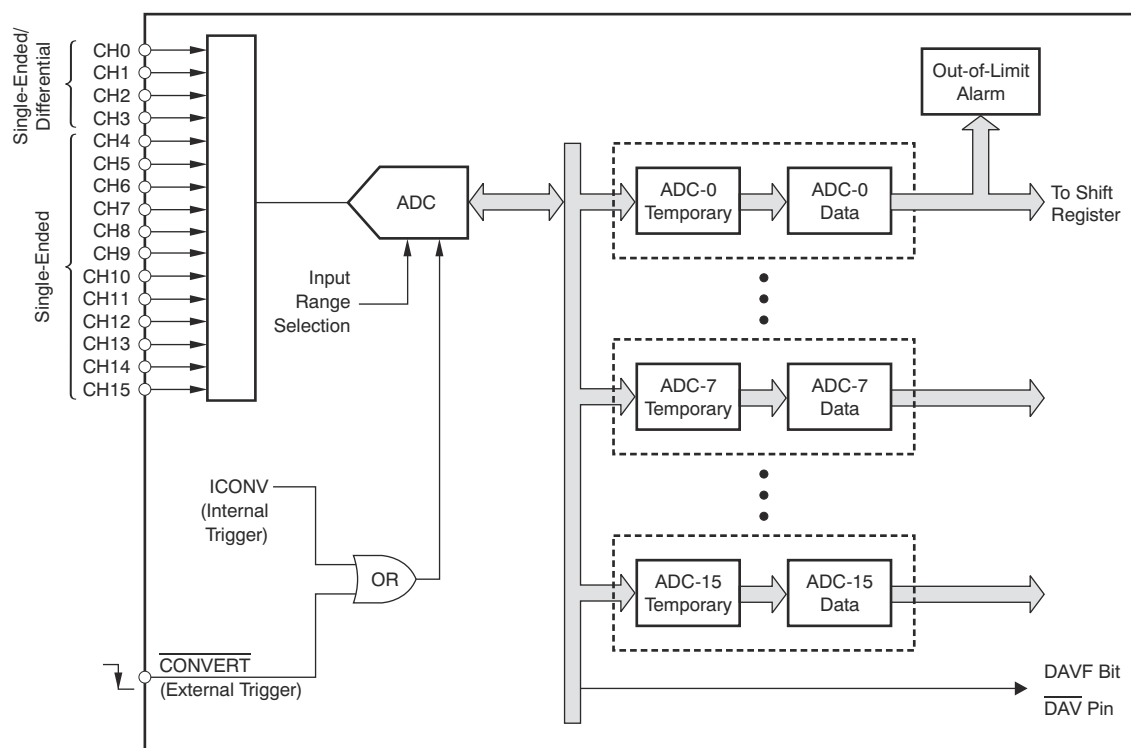 Single-Ended/
Differential
CH0
CH1
CH2
CH3
Single-Ended
CH4
CH5
CH6
CH7
CH8
CH9
CH10
CH11
CH12
CH13
CH14
CH15
ADC
Input
Range
Selection
ICONV
(Internal
Trigger)
OR
CONVERT
(External Trigger)
Out-of-Limit
Alarm
ADC-0
Temporary
ADC-0
Data
To Shift
Register
ADC-7
Temporary
ADC-7
Data
ADC-15
Temporary
ADC-15
Data
DAVF Bit
DAV Pin